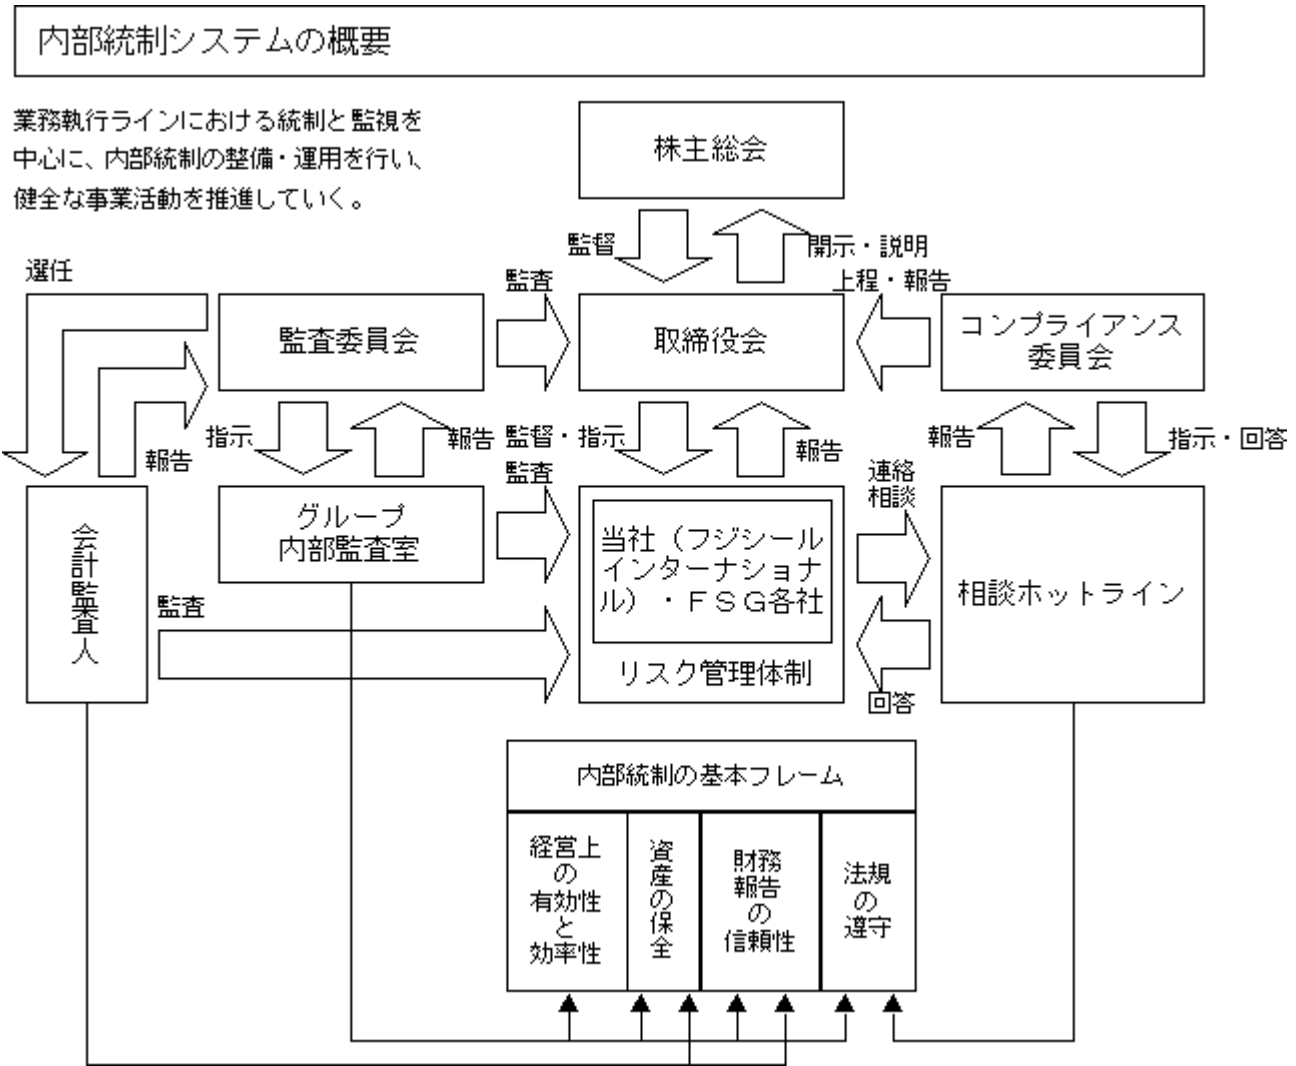 内部統制システムの概要
業務執行ラインにおける統制と監視を
中心に、内部統制の整備・運用を行い、
健全な事業活動を推進していく。
株主総会
監督
開示・説明
選任
監査
上程・報告
監査委員会
取締役会
コンプライアンス
委員会
報告
指示
報告
監督・指示
報告
報告
指示・回答
監査
連絡
相談
会計監査人
グループ
内部監査室
当社（フジシール
インターナショナ
ル）・ＦＳＧ各社
リスク管理体制
相談ホットライン
監査
回答
内部統制の基本フレーム
経営上
の
有効性
と
効率性
資産の保全
財務
報告
の
信頼性
法規
の
遵守